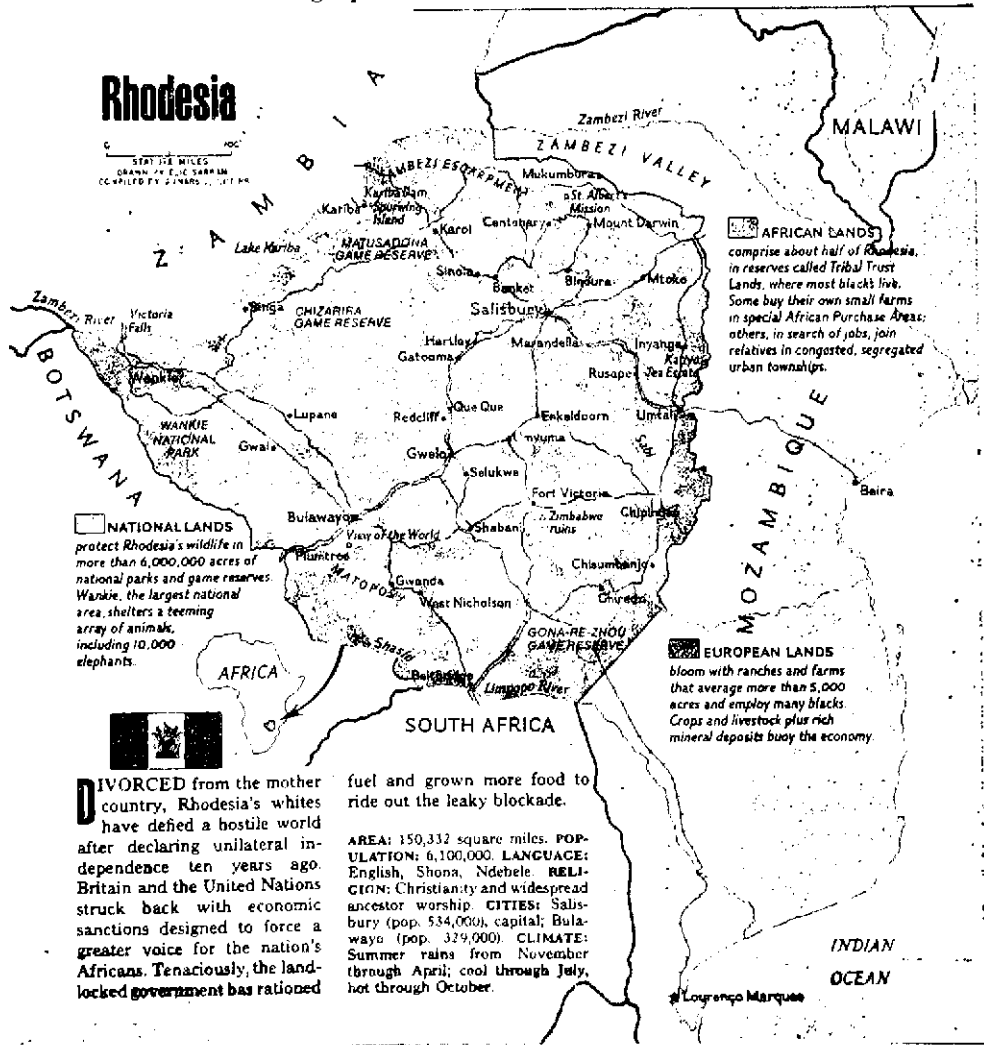 Rhodesia
STATUTE MILES
ZAMBIA
Zambezi River
MALAWI
ZAMBEZI VALLEY
ZAMBEZI ESCARPMENT
Mukumbura
Kariba Dam
Spurwing
Island
Kariba
St. Albert's
Mission
Centenary
Mount Darwin
Karoi
Lake Kariba
MATUSADONA
GAME RESERVE
Sinoia
Banket
Bindura
Mtoko
AFRICAN LANDS
comprise about half of Rhodesia,
in reserves called Tribal Trust
Lands, where most blacks live.
Some buy their own small farms
in special African Purchase Areas;
others, in search of jobs, join
relatives in congested, segregated
urban townships.
Zambezi
River
Victoria
Falls
Binga
CHIZARIRA
GAME RESERVE
Salisbury
Hartley
Gatooma
Marandellas
Inyanga
Rusape
Tea Estate
BOTSWANA
Wankie
Lupane
Redcliff
Que Que
Enkeldoorn
Umtali
WANKIE
NATIONAL
PARK
Gwai
Gwelo
Umvuma
Sabi
Selukwe
MOZAMBIQUE
Beira
Fort Victoria
Zimbabwe
ruins
Chipinga
Bulawayo
View of the World
Shabani
NATIONAL LANDS
protect Rhodesia's wildlife in
more than 6,000,000 acres of
national parks and game reserves.
Wankie, the largest national
area, shelters a teeming
array of animals,
including 10,000
elephants.
Plumtree
MATOPOS
Gwanda
West Nicholson
Chisumbanje
Chiredzi
GONA-RE-ZHOU
GAME RESERVE
Shashi
Beitbridge
Limpopo River
AFRICA
SOUTH AFRICA
EUROPEAN LANDS
bloom with ranches and farms
that average more than 5,000
acres and employ many blacks.
Crops and livestock plus rich
mineral deposits buoy the economy.
DIVORCED from the mother
country, Rhodesia's whites
have defied a hostile world
after declaring unilateral in-
dependence ten years ago.
Britain and the United Nations
struck back with economic
sanctions designed to force a
greater voice for the nation's
Africans. Tenaciously, the land-
locked government has rationed
fuel and grown more food to
ride out the leaky blockade.
AREA: 150,332 square miles. POP-
ULATION: 6,100,000. LANGUAGE:
English, Shona, Ndebele. RELI-
GION: Christianity and widespread
ancestor worship. CITIES: Salis-
bury (pop. 534,000), capital; Bula-
wayo (pop. 329,000). CLIMATE:
Summer rains from November
through April; cool through July,
hot through October.
INDIAN
OCEAN
Lourenço Marques